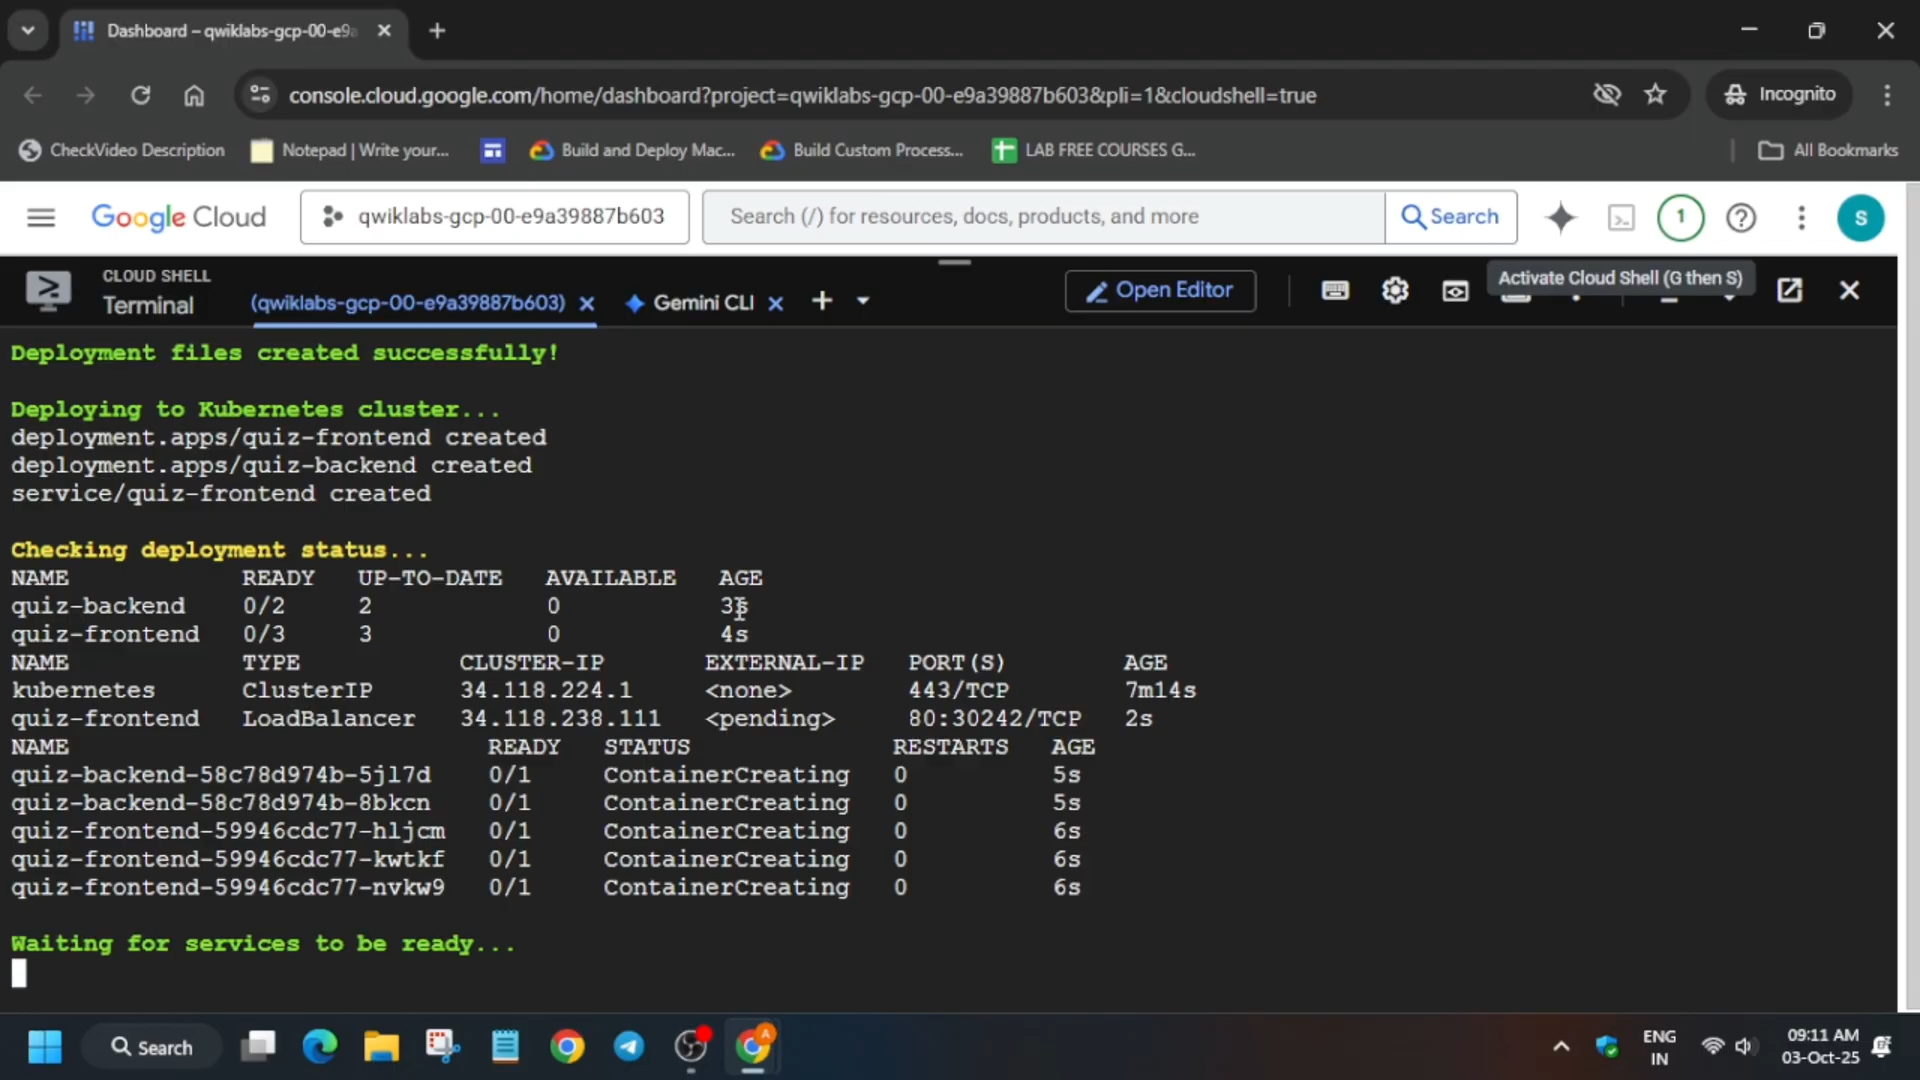 Dashboard – qwiklabs-gcp-00-e9a
console.cloud.google.com/home/dashboard?project=qwiklabs-gcp-00-e9a39887b603&pli=1&cloudshell=true
Incognito
CheckVideo Description
Notepad | Write your...
Build and Deploy Mac...
Build Custom Process...
LAB FREE COURSES G...
All Bookmarks
Google Cloud
qwiklabs-gcp-00-e9a39887b603
Search (/) for resources, docs, products, and more
Search
1
S
CLOUD SHELL
Terminal
(qwiklabs-gcp-00-e9a39887b603)
Gemini CLI
Open Editor
Activate Cloud Shell (G then S)
Deployment files created successfully!
Deploying to Kubernetes cluster...
deployment.apps/quiz-frontend created
deployment.apps/quiz-backend created
service/quiz-frontend created
Checking deployment status...
NAME READY UP-TO-DATE AVAILABLE AGE
quiz-backend 0/2 2 0 3s
quiz-frontend 0/3 3 0 4s
NAME TYPE CLUSTER-IP EXTERNAL-IP PORT(S) AGE
kubernetes ClusterIP 34.118.224.1 <none> 443/TCP 7m14s
quiz-frontend LoadBalancer 34.118.238.111 <pending> 80:30242/TCP 2s
NAME READY STATUS RESTARTS AGE
quiz-backend-58c78d974b-5jl7d 0/1 ContainerCreating 0 5s
quiz-backend-58c78d974b-8bkcn 0/1 ContainerCreating 0 5s
quiz-frontend-59946cdc77-hljcm 0/1 ContainerCreating 0 6s
quiz-frontend-59946cdc77-kwtkf 0/1 ContainerCreating 0 6s
quiz-frontend-59946cdc77-nvkw9 0/1 ContainerCreating 0 6s
Waiting for services to be ready...
Search
A
ENG
IN
09:11 AM
03-Oct-25